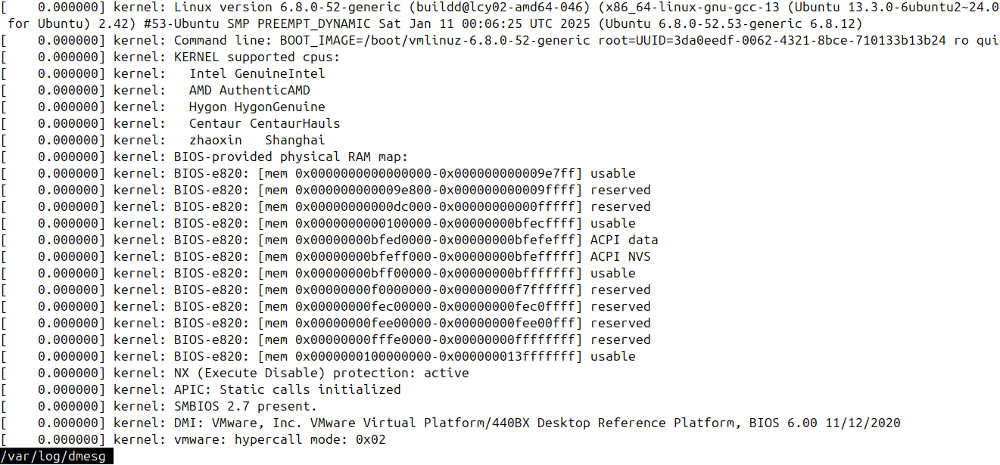 [    0.000000] kernel: Linux version 6.8.0-52-generic (buildd@lcy02-amd64-046) (x86_64-linux-gnu-gcc-13 (Ubuntu 13.3.0-6ubuntu2~24.0
 for Ubuntu) 2.42) #53-Ubuntu SMP PREEMPT_DYNAMIC Sat Jan 11 00:06:25 UTC 2025 (Ubuntu 6.8.0-52.53-generic 6.8.12)
[    0.000000] kernel: Command line: BOOT_IMAGE=/boot/vmlinuz-6.8.0-52-generic root=UUID=3da0eedf-0062-4321-8bce-710133b13b24 ro qui
[    0.000000] kernel: KERNEL supported cpus:
[    0.000000] kernel:   Intel GenuineIntel
[    0.000000] kernel:   AMD AuthenticAMD
[    0.000000] kernel:   Hygon HygonGenuine
[    0.000000] kernel:   Centaur CentaurHauls
[    0.000000] kernel:   zhaoxin   Shanghai
[    0.000000] kernel: BIOS-provided physical RAM map:
[    0.000000] kernel: BIOS-e820: [mem 0x0000000000000000-0x000000000009e7ff] usable
[    0.000000] kernel: BIOS-e820: [mem 0x000000000009e800-0x000000000009ffff] reserved
[    0.000000] kernel: BIOS-e820: [mem 0x00000000000dc000-0x00000000000fffff] reserved
[    0.000000] kernel: BIOS-e820: [mem 0x0000000000100000-0x00000000bfecffff] usable
[    0.000000] kernel: BIOS-e820: [mem 0x00000000bfed0000-0x00000000bfefefff] ACPI data
[    0.000000] kernel: BIOS-e820: [mem 0x00000000bfeff000-0x00000000bfefffff] ACPI NVS
[    0.000000] kernel: BIOS-e820: [mem 0x00000000bff00000-0x00000000bfffffff] usable
[    0.000000] kernel: BIOS-e820: [mem 0x00000000f0000000-0x00000000f7ffffff] reserved
[    0.000000] kernel: BIOS-e820: [mem 0x00000000fec00000-0x00000000fec0ffff] reserved
[    0.000000] kernel: BIOS-e820: [mem 0x00000000fee00000-0x00000000fee00fff] reserved
[    0.000000] kernel: BIOS-e820: [mem 0x00000000fffe0000-0x00000000ffffffff] reserved
[    0.000000] kernel: BIOS-e820: [mem 0x0000000100000000-0x000000013fffffff] usable
[    0.000000] kernel: NX (Execute Disable) protection: active
[    0.000000] kernel: APIC: Static calls initialized
[    0.000000] kernel: SMBIOS 2.7 present.
[    0.000000] kernel: DMI: VMware, Inc. VMware Virtual Platform/440BX Desktop Reference Platform, BIOS 6.00 11/12/2020
[    0.000000] kernel: vmware: hypercall mode: 0x02
/var/log/dmesg